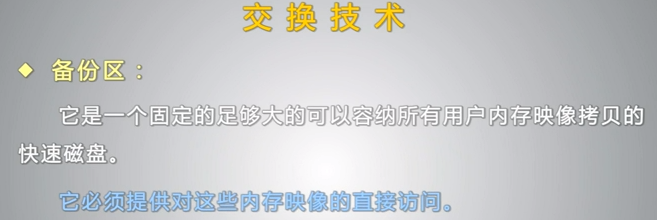 交换技术
◆ 备份区：
它是一个固定的足够大的可以容纳所有用户内存映像拷贝的
快速磁盘。
它必须提供对这些内存映像的直接访问。